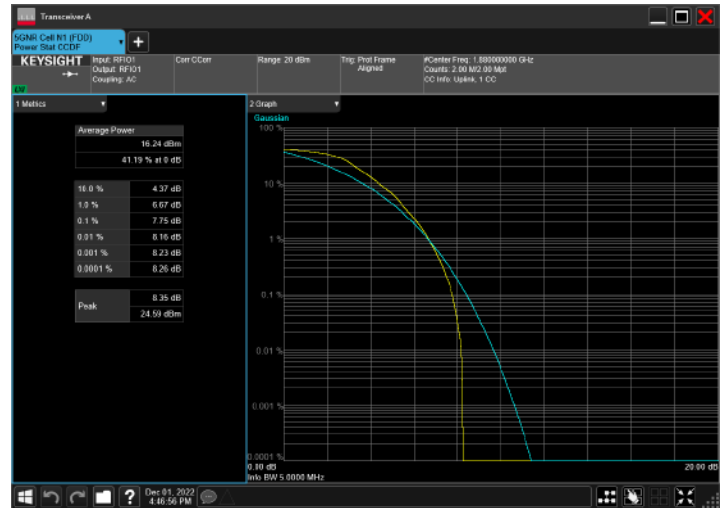 Transceiver A
5GNR Cell N1 (FDD)
Power Stat CCDF
KEYSIGHT
Input: RFIO1
Output: RFIO1
Coupling: AC
Corr CCorr
Range: 20 dBm
Trig: Prot Frame
Aligned
#Center Freq: 1.880000000 GHz
Counts: 2.00 M/2.00 Mpt
CC Info: Uplink, 1 CC
1 Metrics
Average Power
16.24 dBm
41.19 % at 0 dB
10.0 % 4.37 dB
1.0 % 6.67 dB
0.1 % 7.75 dB
0.01 % 8.16 dB
0.001 % 8.23 dB
0.0001 % 8.26 dB
Peak 8.35 dB
24.59 dBm
2 Graph
Gaussian
100 %
10 %
1 %
0.1 %
0.01 %
0.001 %
0.0001 %
0.00 dB
20.00 dB
Info BW 5.0000 MHz
Dec 01, 2022
4:46:56 PM